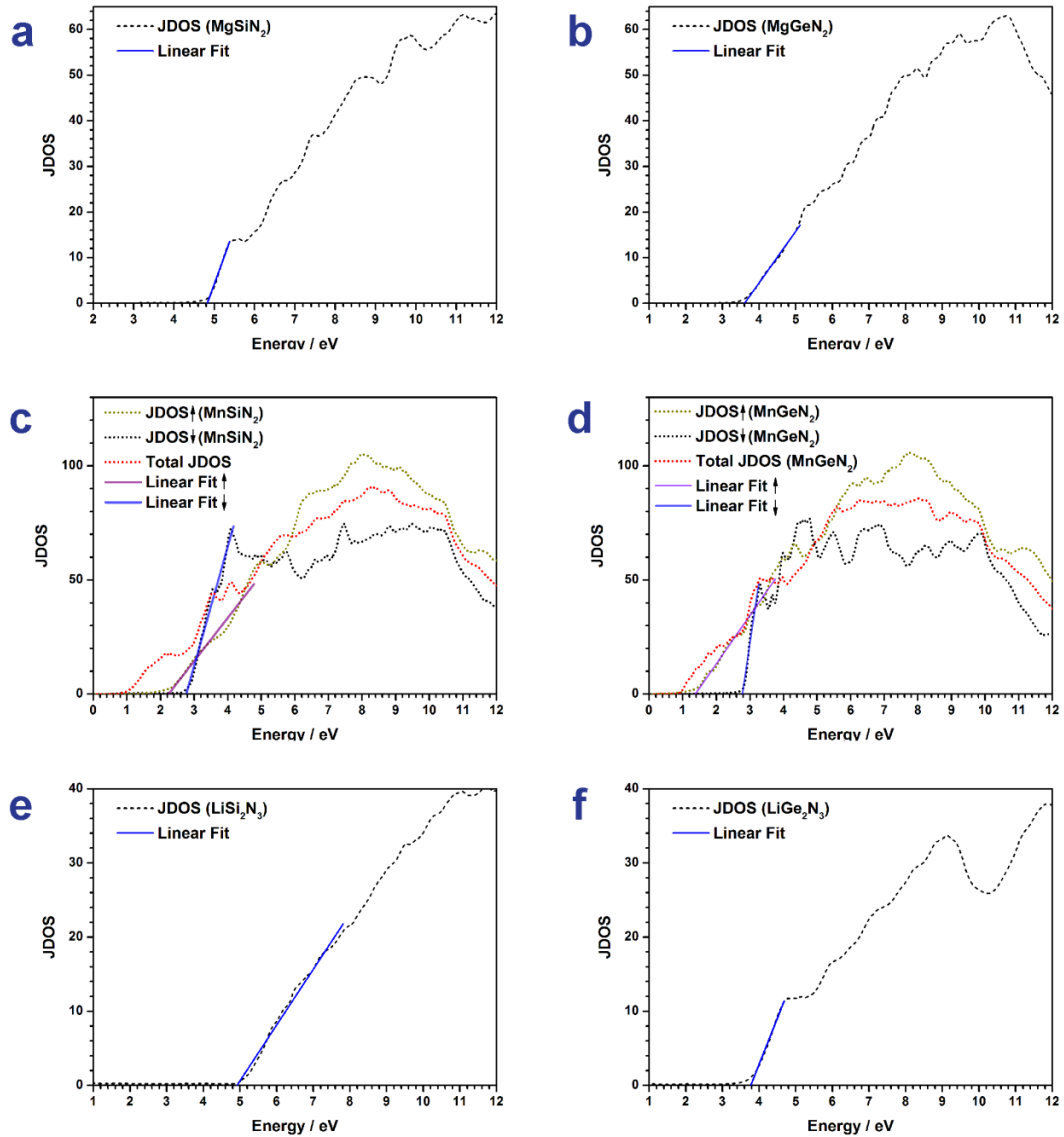 a
JDOS (MgSiN₂)
Linear Fit
60
50
40
30
20
10
0
JDOS
2 3 4 5 6 7 8 9 10 11 12
Energy / eV
b
JDOS (MgGeN₂)
Linear Fit
60
50
40
30
20
10
0
JDOS
1 2 3 4 5 6 7 8 9 10 11 12
Energy / eV
c
JDOS↑(MnSiN₂)
JDOS↓(MnSiN₂)
Total JDOS
Linear Fit ↑
Linear Fit ↓
100
50
0
JDOS
0 1 2 3 4 5 6 7 8 9 10 11 12
Energy / eV
d
JDOS↑(MnGeN₂)
JDOS↓(MnGeN₂)
Total JDOS (MnGeN₂)
Linear Fit ↑
Linear Fit ↓
100
50
0
JDOS
0 1 2 3 4 5 6 7 8 9 10 11 12
Energy / eV
e
JDOS (LiSi₂N₃)
Linear Fit
40
30
20
10
0
JDOS
1 2 3 4 5 6 7 8 9 10 11 12
Energy / eV
f
JDOS (LiGe₂N₃)
Linear Fit
40
30
20
10
0
JDOS
1 2 3 4 5 6 7 8 9 10 11 12
Energy / eV